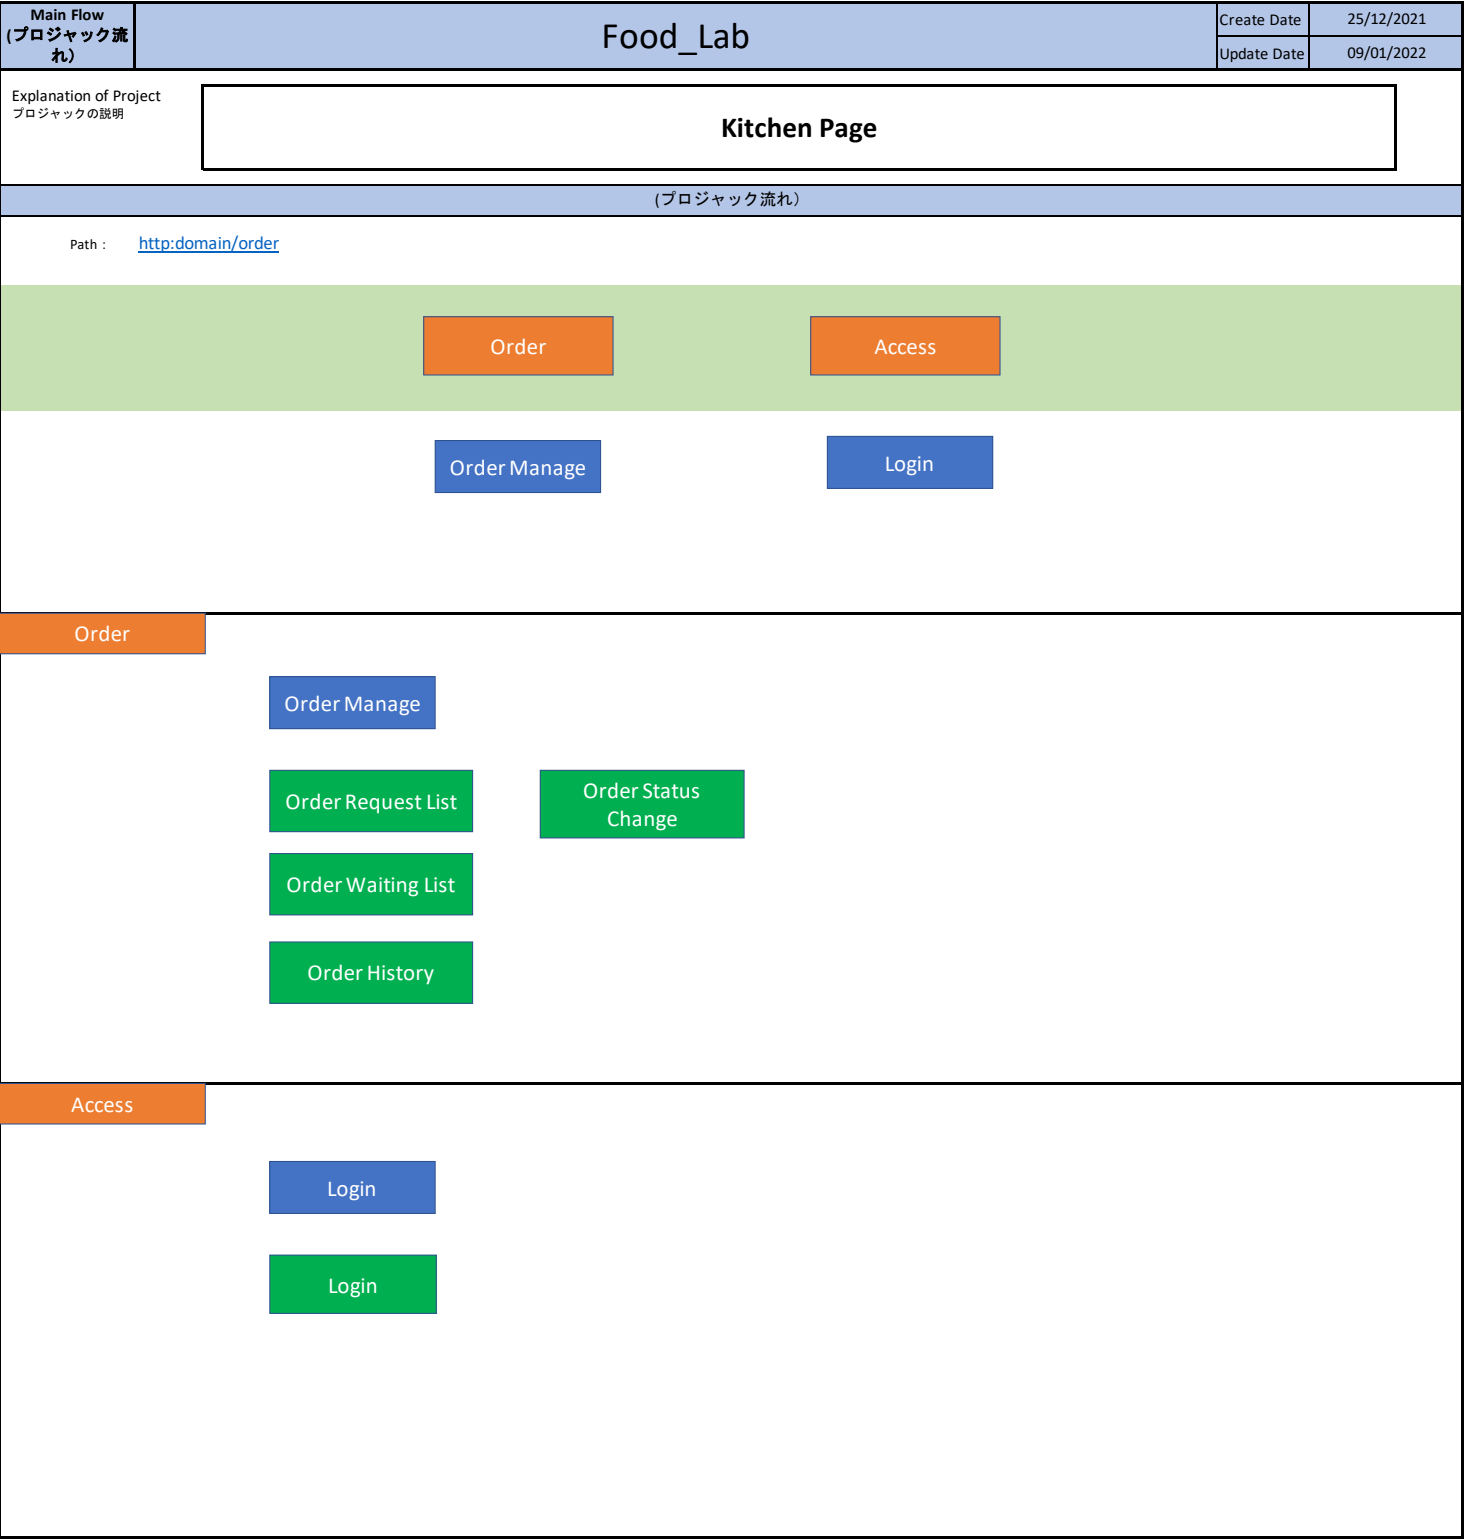 Main Flow
(プロジャック流
れ）
Food_Lab
Create Date
25/12/2021
Update Date
09/01/2022
Explanation of Project
プロジャックの説明
Kitchen Page
(プロジャック流れ）
Path :
http:domain/order
Order
Access
Order Manage
Login
Order
Order Manage
Order Request List
Order Status
Change
Order Waiting List
Order History
Access
Login
Login